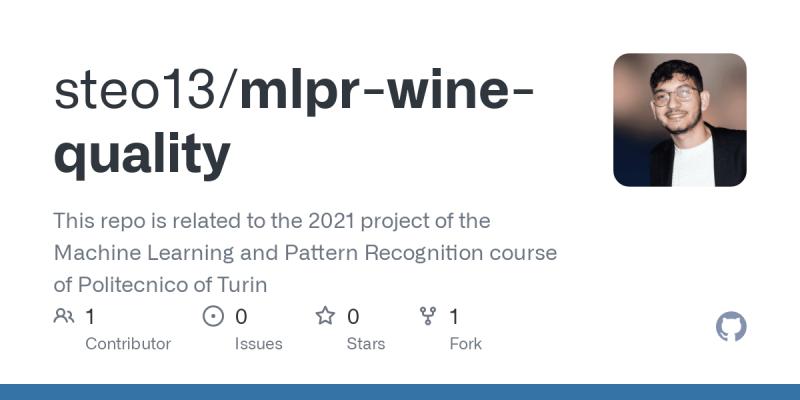 steo13/mlpr-wine-
quality
This repo is related to the 2021 project of the
Machine Learning and Pattern Recognition course
of Politecnico of Turin
1 0 0 1
Contributor Issues Stars Fork